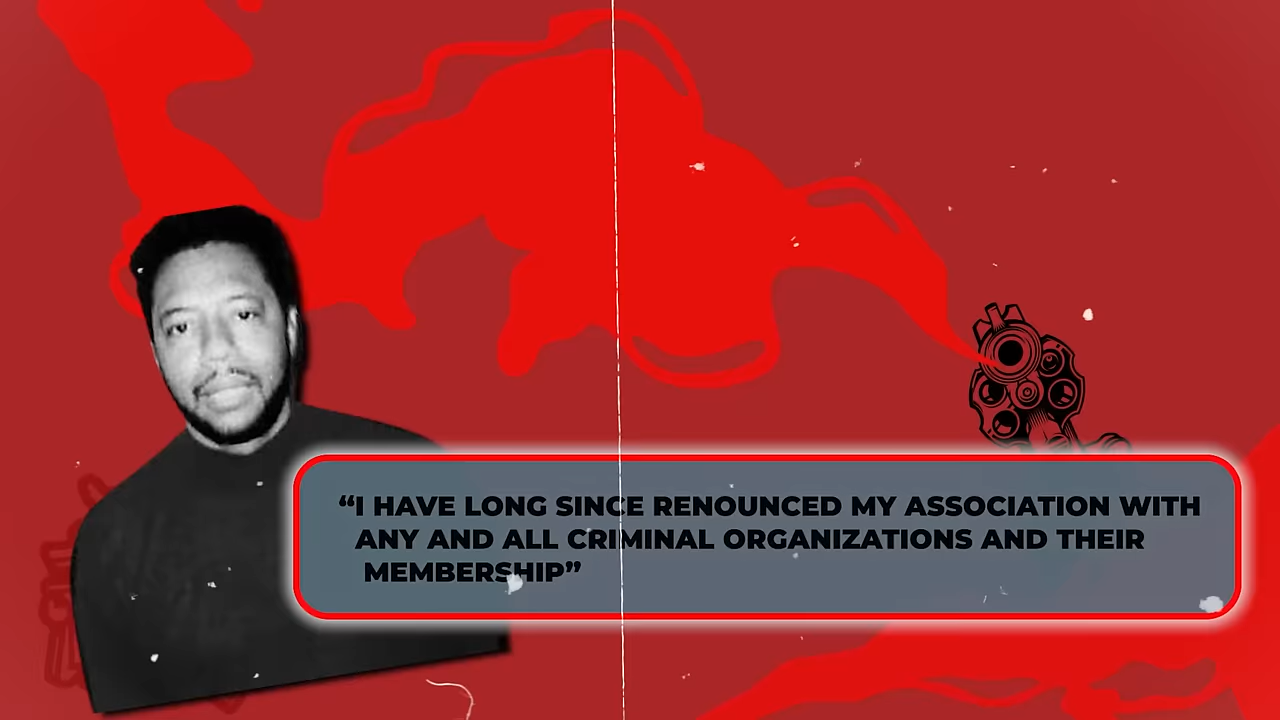 “I HAVE LONG SINCE RENOUNCED MY ASSOCIATION WITH
ANY AND ALL CRIMINAL ORGANIZATIONS AND THEIR
MEMBERSHIP”